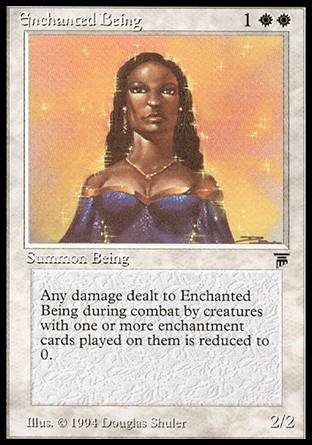 Enchanted Being 1
Summon Being
Any damage dealt to Enchanted
Being during combat by creatures
with one or more enchantment
cards played on them is reduced to
0.
Illus. © 1994 Douglas Shuler 2/2